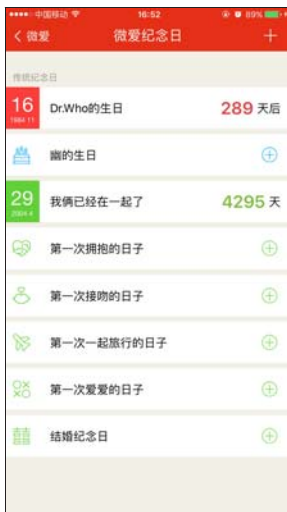 中国移动 16:52 89%
微爱 微爱纪念日
传统纪念日
16 Dr.Who的生日 289 天后
1984 11
幽的生日
29 我俩已经在一起了 4295 天
2004 4
第一次拥抱的日子
第一次接吻的日子
第一次一起旅行的日子
第一次爱爱的日子
结婚纪念日